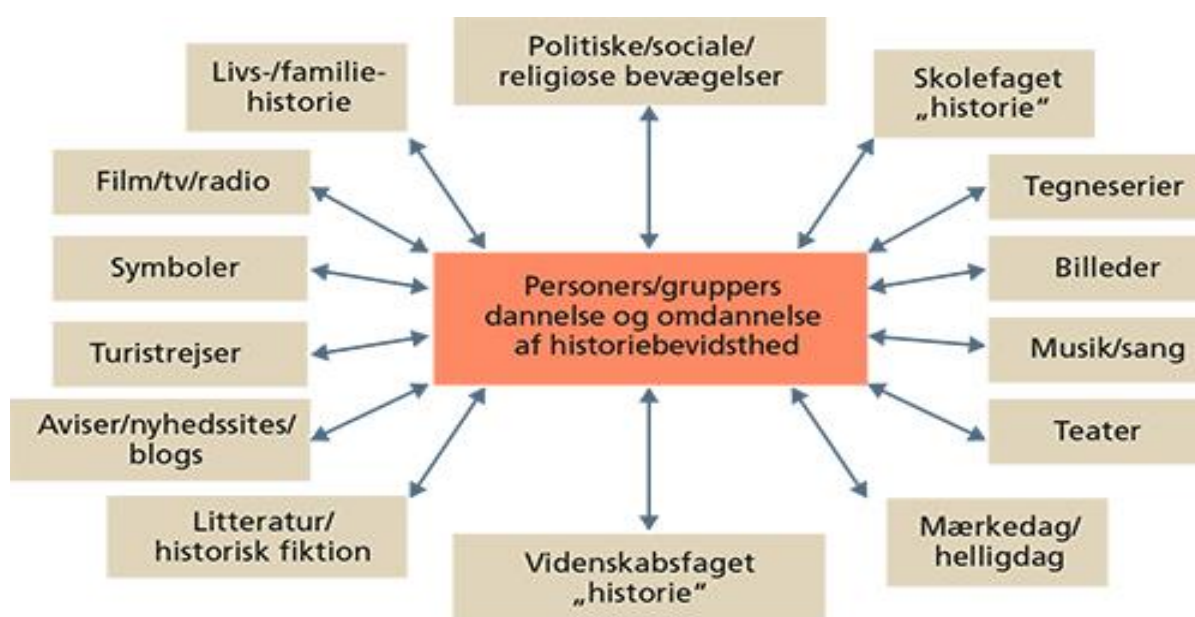 Politiske/sociale/
religiøse bevægelser
Livs-/familie-
historie
Skolefaget
„historie“
Film/tv/radio
Tegneserier
Symboler
Billeder
Personers/gruppers
dannelse og omdannelse
af historiebevidsthed
Turistrejser
Musik/sang
Aviser/nyhedssites/
blogs
Teater
Litteratur/
historisk fiktion
Mærkedag/
helligdag
Videnskabsfaget
„historie“